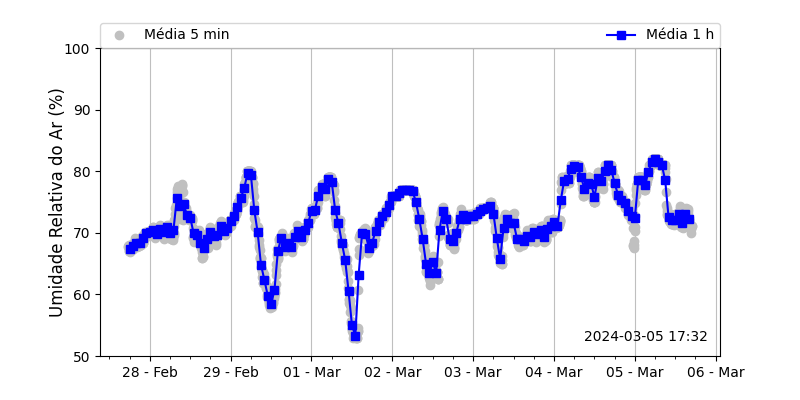 Média 5 min
Média 1 h
Umidade Relativa do Ar (%)
100
90
80
70
60
50
2024-03-05 17:32
28 - Feb
29 - Feb
01 - Mar
02 - Mar
03 - Mar
04 - Mar
05 - Mar
06 - Mar